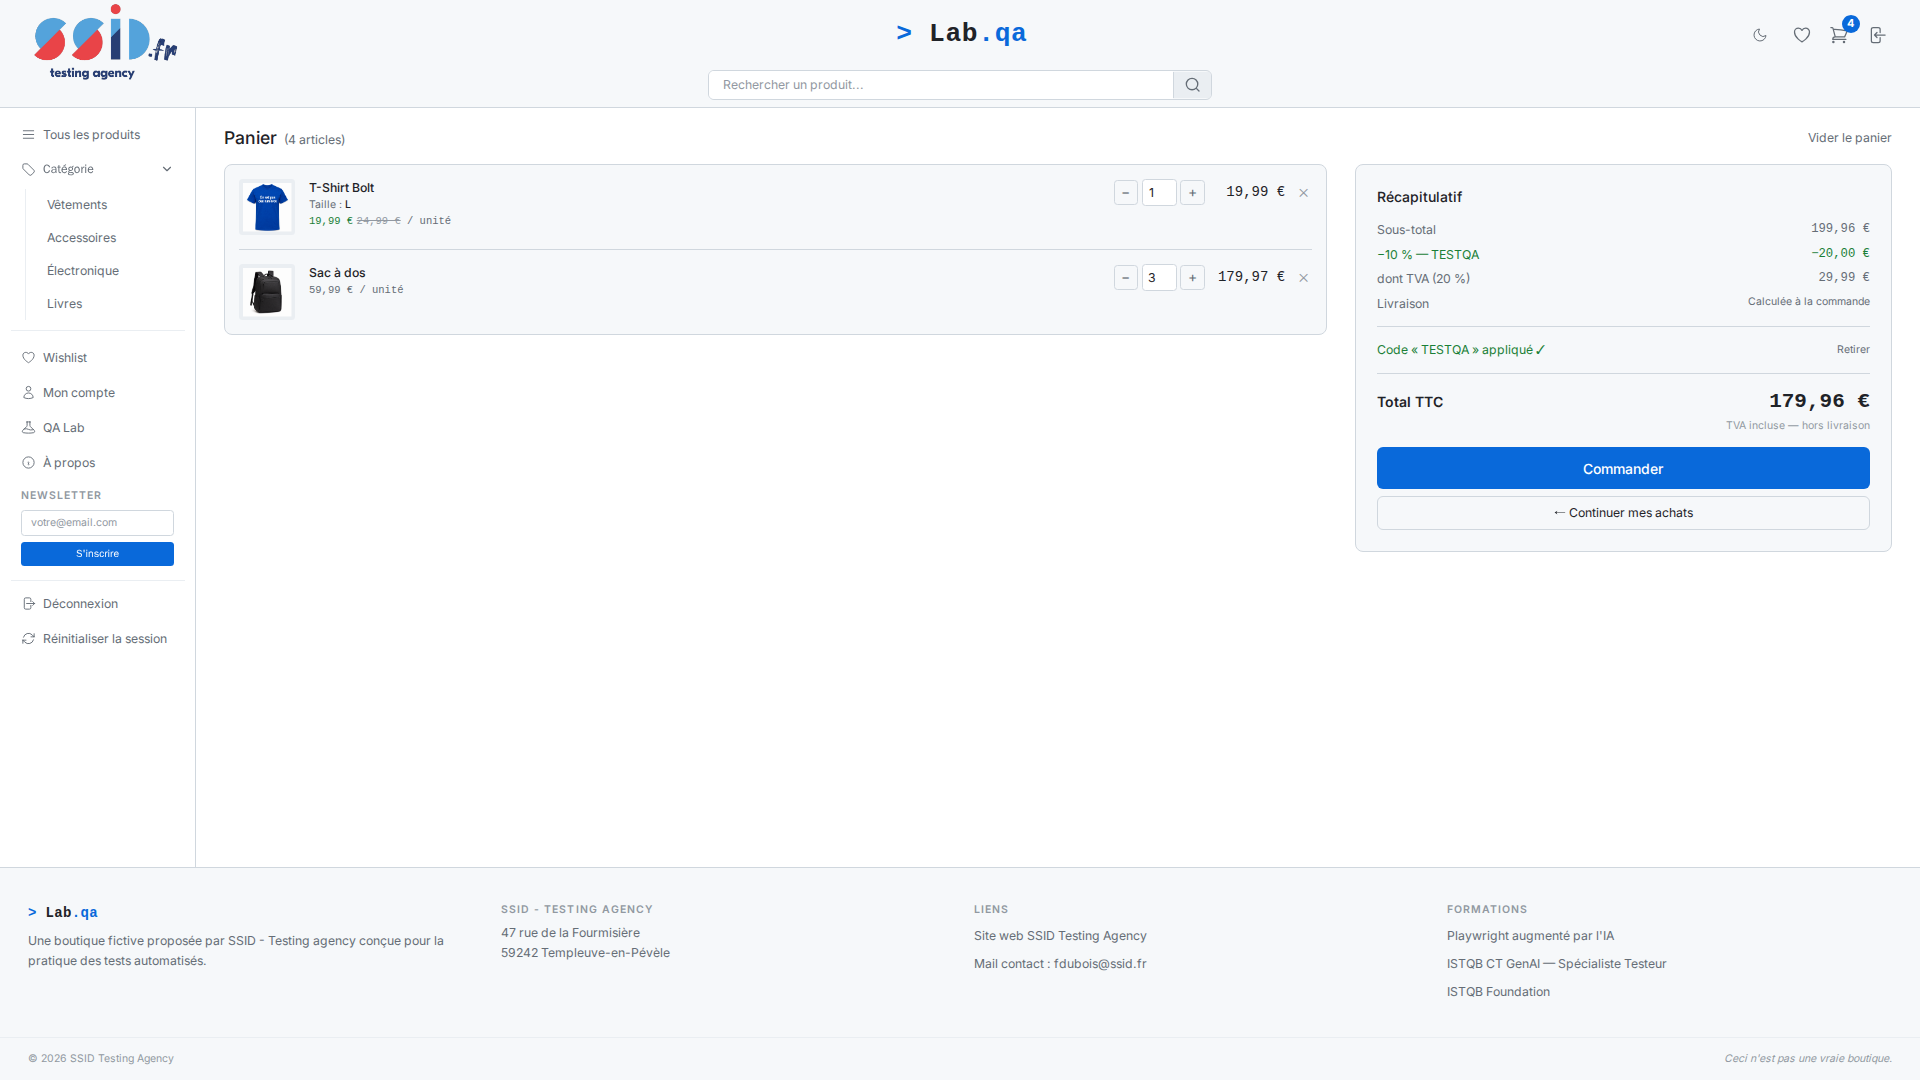 ssid.fr
testing agency
> Lab.qa
4
Rechercher un produit...
Tous les produits
Catégorie
Vêtements
Accessoires
Électronique
Livres
Wishlist
Mon compte
QA Lab
À propos
NEWSLETTER
votre@email.com
S'inscrire
Déconnexion
Réinitialiser la session
Panier (4 articles)
Vider le panier
T-Shirt Bolt
Taille : L
19,99 € 24,99 € / unité
− 1 + 19,99 € ×
Sac à dos
59,99 € / unité
− 3 + 179,97 € ×
Récapitulatif
Sous-total 199,96 €
−10 % — TESTQA −20,00 €
dont TVA (20 %) 29,99 €
Livraison Calculée à la commande
Code « TESTQA » appliqué ✓ Retirer
Total TTC 179,96 €
TVA incluse — hors livraison
Commander
← Continuer mes achats
> Lab.qa
Une boutique fictive proposée par SSID - Testing agency conçue pour la
pratique des tests automatisés.
SSID - TESTING AGENCY
47 rue de la Fourmisière
59242 Templeuve-en-Pévèle
LIENS
Site web SSID Testing Agency
Mail contact : fdubois@ssid.fr
FORMATIONS
Playwright augmenté par l'IA
ISTQB CT GenAI — Spécialiste Testeur
ISTQB Foundation
© 2026 SSID Testing Agency
Ceci n'est pas une vraie boutique.